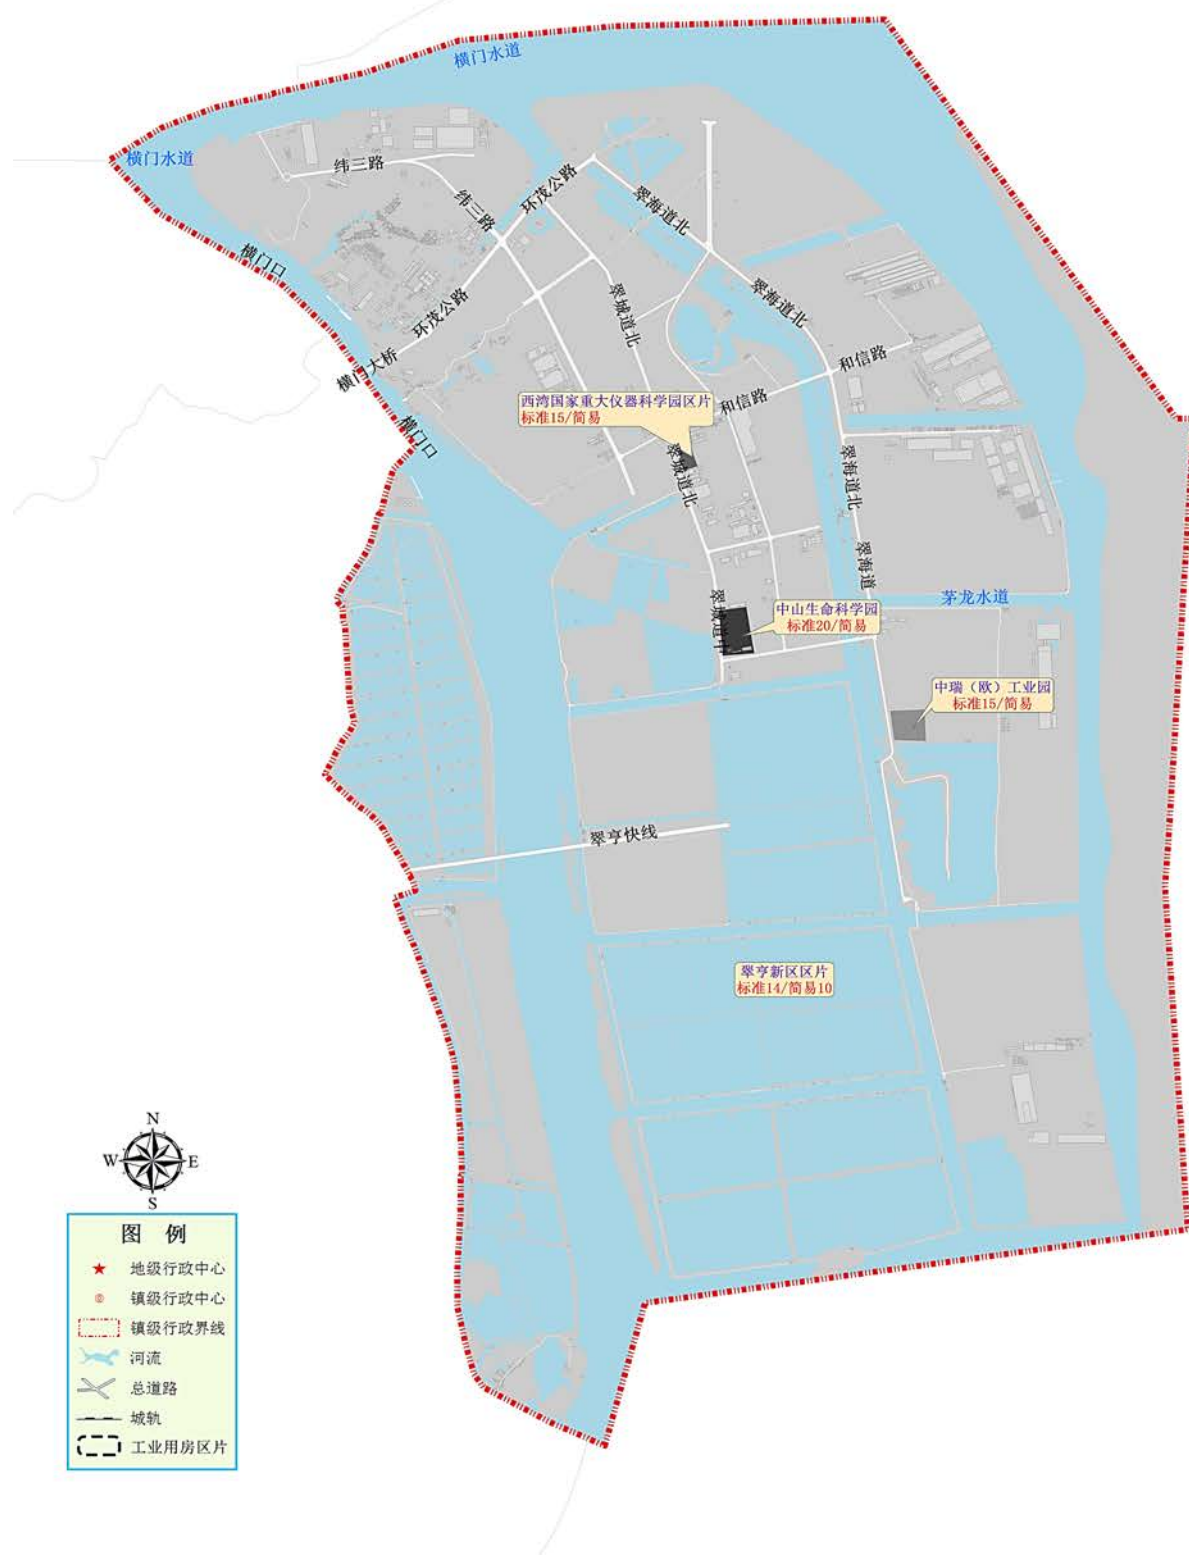 横门水道
横门水道
纬三路
环茂公路
纬三路
翠海道北
横门口
翠城道北
翠海道北
环茂公路
横门大桥
和信路
西湾国家重大仪器科学园区片
标准15/简易
和信路
横门口
翠城道北
翠海道北
翠海道
翠城道中
中山生命科学园
标准20/简易
茅龙水道
中瑞（欧）工业园
标准15/简易
翠亨快线
翠亨新区区片
标准14/简易10
N
W
E
S
图 例
地级行政中心
镇级行政中心
镇级行政界线
河流
总道路
城轨
工业用房区片